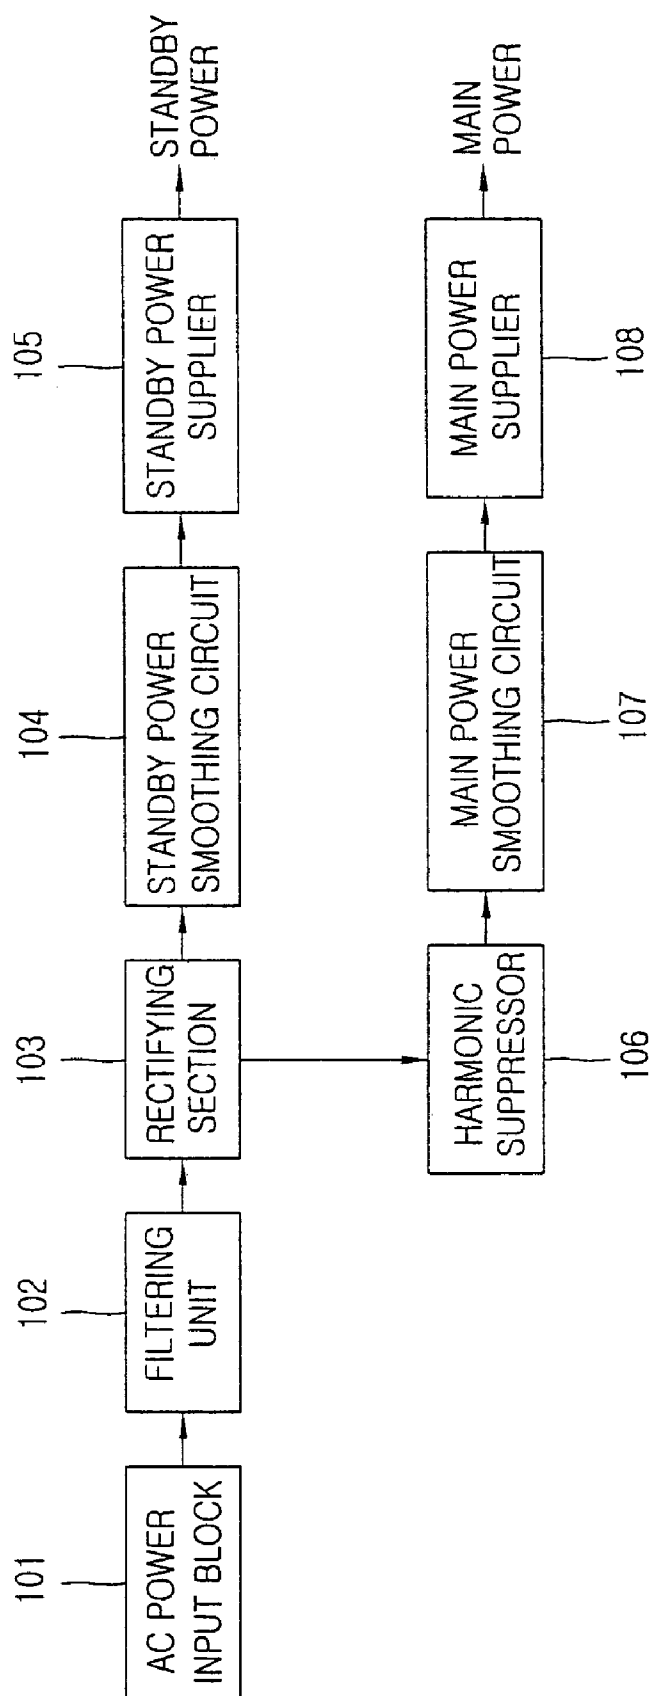 101
AC POWER
INPUT BLOCK
102
FILTERING
UNIT
103
RECTIFYING
SECTION
104
STANDBY POWER
SMOOTHING CIRCUIT
105
STANDBY POWER
SUPPLIER
STANDBY
POWER
HARMONIC
SUPPRESSOR
106
MAIN POWER
SMOOTHING CIRCUIT
107
MAIN POWER
SUPPLIER
108
MAIN
POWER